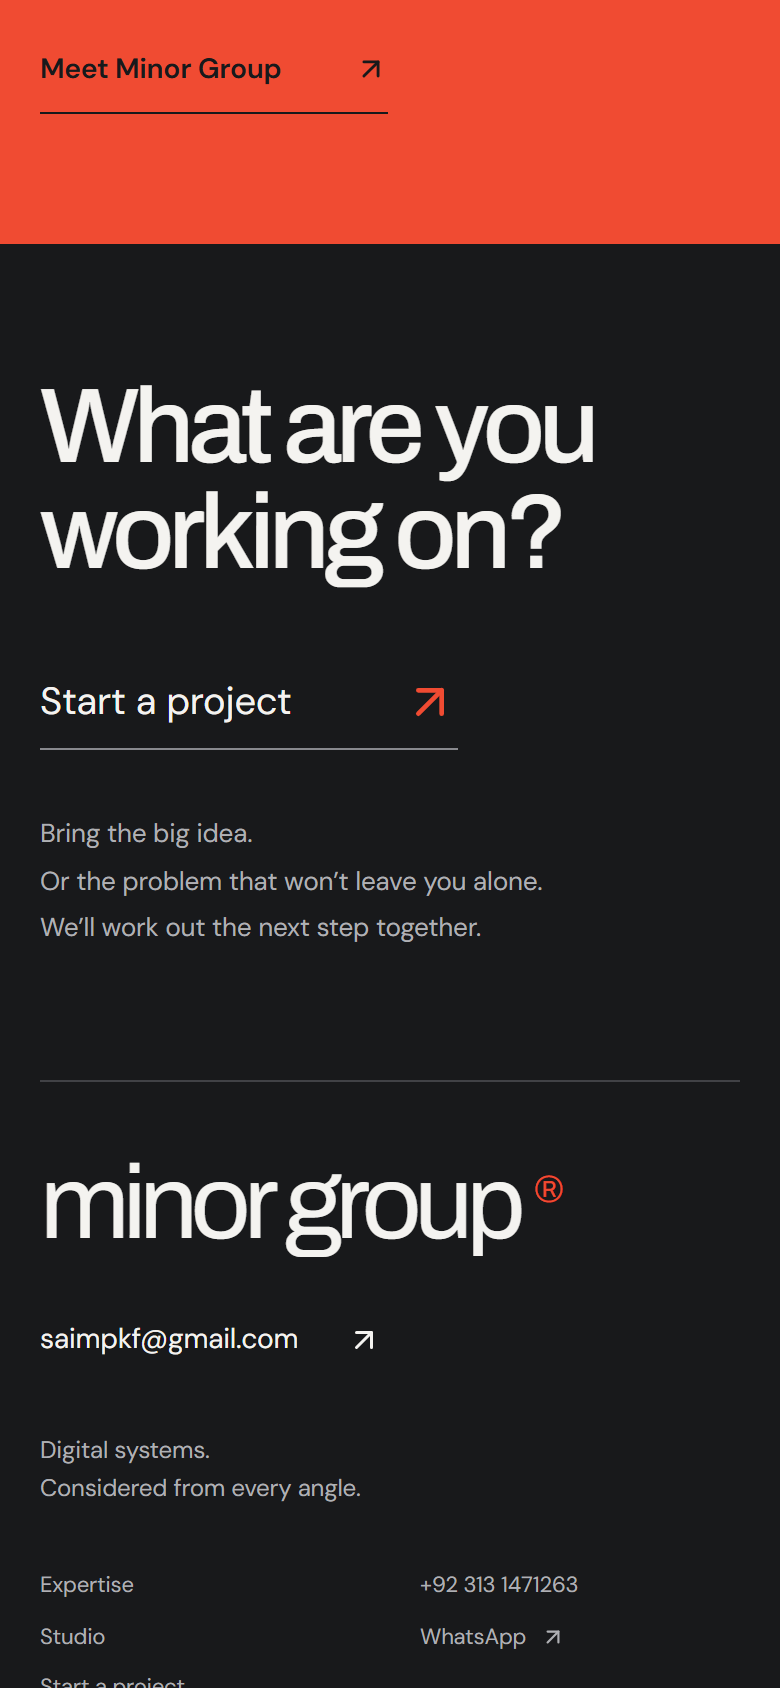 Meet Minor Group
What are you
working on?
Start a project
Bring the big idea.
Or the problem that won’t leave you alone.
We’ll work out the next step together.
minor group ®
saimpkf@gmail.com
Digital systems.
Considered from every angle.
Expertise
+92 313 1471263
Studio
WhatsApp
Start a project